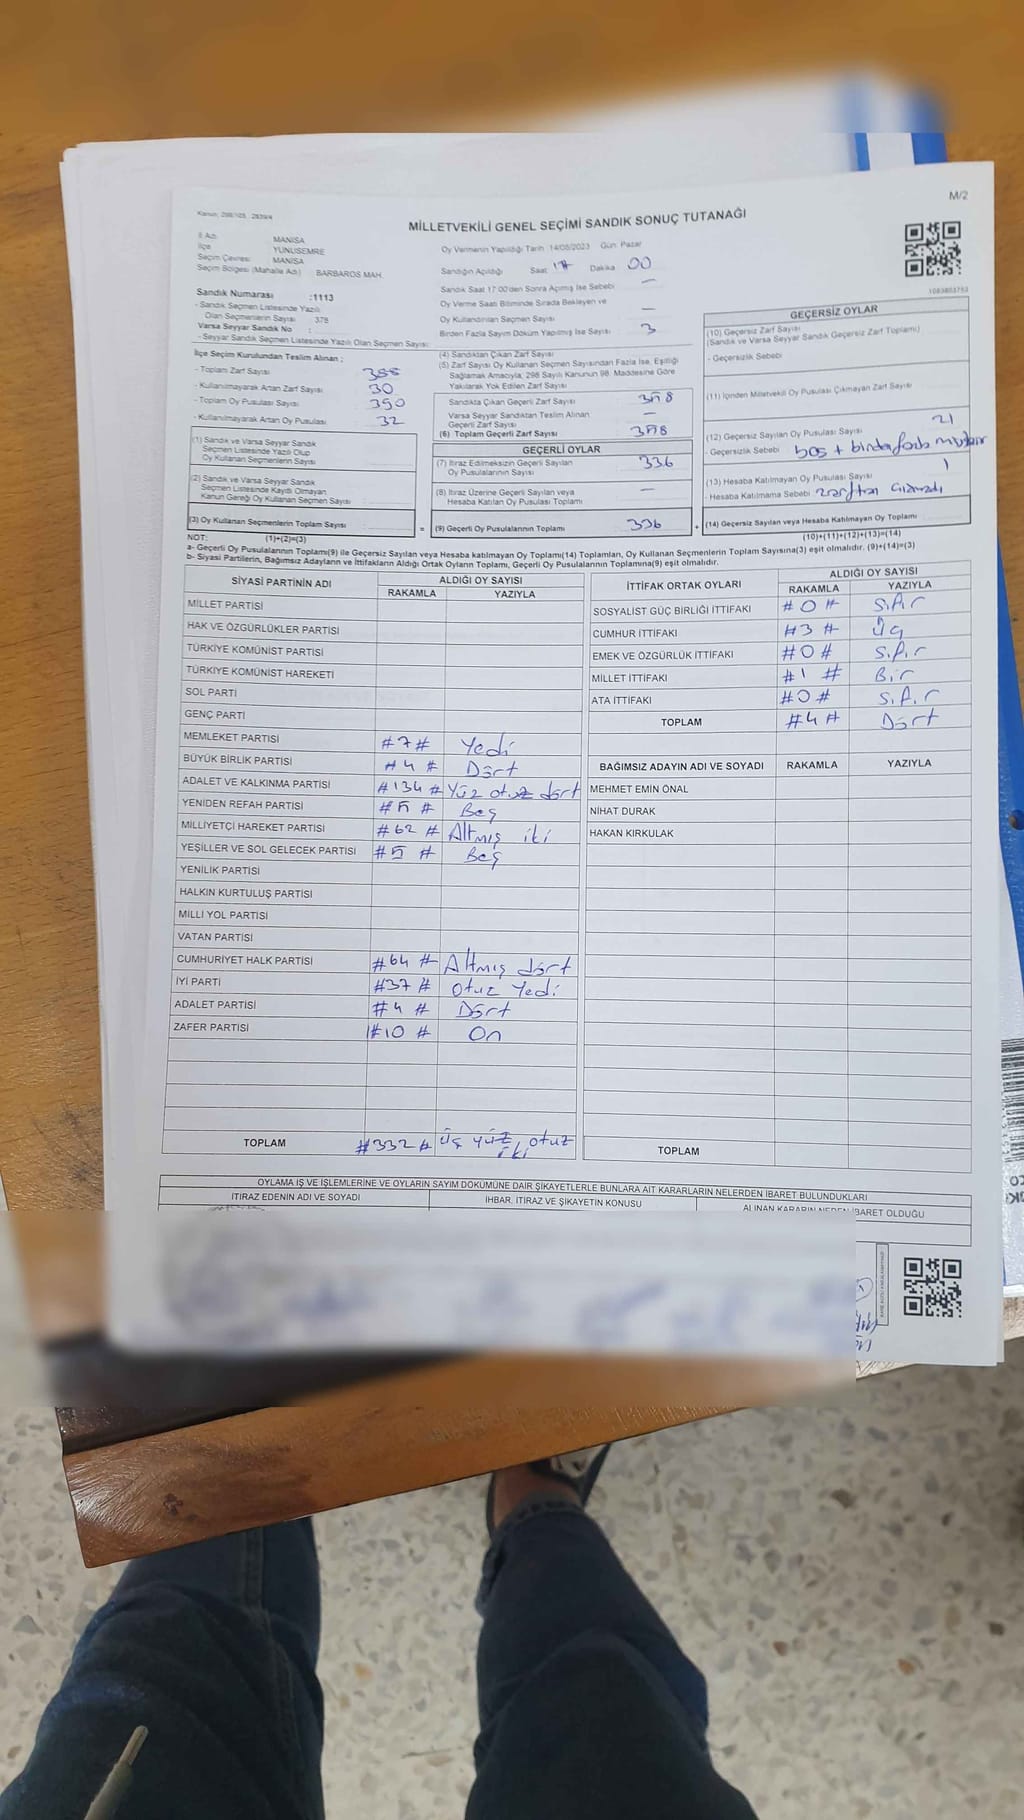 M/2
Kanun: 298/105 , 2839/4
MİLLETVEKİLİ GENEL SEÇİMİ SANDIK SONUÇ TUTANAĞI
İl Adı : MANİSA
İlçe : YUNUSEMRE
Seçim Çevresi : MANİSA
Seçim Bölgesi (Mahalle Adı) : BARBAROS MAH.
Sandık Numarası :1113
- Sandık Seçmen Listesinde Yazılı
Olan Seçmenlerin Sayısı : 378
Varsa Seyyar Sandık No :
- Seyyar Sandık Seçmen Listesinde Yazılı Olan Seçmen Sayısı:
Oy Vermenin Yapıldığı Tarih :14/05/2023 Gün: Pazar
Sandığın Açıldığı Saat: 17 Dakika 00
Sandık Saat 17:00'den Sonra Açılmış İse Sebebi —
Oy Verme Saati Bitiminde Sırada Bekleyen ve
Oy Kullandırılan Seçmen Sayısı —
Birden Fazla Sayım Döküm Yapılmış İse Sayısı 3
İlçe Seçim Kurulundan Teslim Alınan ;
- Toplam Zarf Sayısı 388
- Kullanılmayarak Artan Zarf Sayısı 30
- Toplam Oy Pusulası Sayısı 390
- Kullanılmayarak Artan Oy Pusulası 32
(1) Sandık ve Varsa Seyyar Sandık
Seçmen Listesinde Yazılı Olup
Oy Kullanan Seçmenlerin Sayısı
(2) Sandık ve Varsa Seyyar Sandık
Seçmen Listesinde Kaydı Olmayan
Kanun Gereği Oy Kullanan Seçmen Sayısı :
(3) Oy Kullanan Seçmenlerin Toplam Sayısı =
(4) Sandıktan Çıkan Zarf Sayısı
(5) Zarf Sayısı Oy Kullanan Seçmen Sayısından Fazla İse, Eşitliği
Sağlamak Amacıyla, 298 Sayılı Kanunun 98. Maddesine Göre
Yakılarak Yok Edilen Zarf Sayısı
Sandıkta Çıkan Geçerli Zarf Sayısı 358
Varsa Seyyar Sandıktan Teslim Alınan
Geçerli Zarf Sayısı —
(6) Toplam Geçerli Zarf Sayısı 358
GEÇERLİ OYLAR
(7) İtiraz Edilmeksizin Geçerli Sayılan
Oy Pusulalarının Sayısı 336
(8) İtiraz Üzerine Geçerli Sayılan veya
Hesaba Katılan Oy Pusulası Toplamı —
(9) Geçerli Oy Pusulalarının Toplamı 336 +
1083803753
GEÇERSİZ OYLAR
(10) Geçersiz Zarf Sayısı
(Sandık ve Varsa Seyyar Sandık Geçersiz Zarf Toplamı)
- Geçersizlik Sebebi
(11) İçinden Milletvekili Oy Pusulası Çıkmayan Zarf Sayısı
(12) Geçersiz Sayılan Oy Pusulası Sayısı 21
- Geçersizlik Sebebi boş + birden fazla mühür
(13) Hesaba Katılmayan Oy Pusulası Sayısı 1
- Hesaba Katılmama Sebebi zarftan çıkmadı
(14) Geçersiz Sayılan veya Hesaba Katılmayan Oy Toplamı
NOT: (1)+(2)=(3) (10)+(11)+(12)+(13)=(14)
a- Geçerli Oy Pusulalarının Toplamı(9) ile Geçersiz Sayılan veya Hesaba katılmayan Oy Toplamı(14) Toplamları, Oy Kullanan Seçmenlerin Toplam Sayısına(3) eşit olmalıdır. (9)+(14)=(3)
b- Siyasi Partilerin, Bağımsız Adayların ve İttifakların Aldığı Ortak Oyların Toplamı, Geçerli Oy Pusulalarının Toplamına(9) eşit olmalıdır.
SİYASİ PARTİNİN ADI ALDIĞI OY SAYISI
RAKAMLA YAZIYLA
MİLLET PARTİSİ
HAK VE ÖZGÜRLÜKLER PARTİSİ
TÜRKİYE KOMÜNİST PARTİSİ
TÜRKİYE KOMÜNİST HAREKETİ
SOL PARTİ
GENÇ PARTİ
MEMLEKET PARTİSİ #7# Yedi
BÜYÜK BİRLİK PARTİSİ #4# Dört
ADALET VE KALKINMA PARTİSİ #134# Yüz otuz dört
YENİDEN REFAH PARTİSİ #5# Beş
MİLLİYETÇİ HAREKET PARTİSİ #62# Altmış iki
YEŞİLLER VE SOL GELECEK PARTİSİ #5# Beş
YENİLİK PARTİSİ
HALKIN KURTULUŞ PARTİSİ
MİLLİ YOL PARTİSİ
VATAN PARTİSİ
CUMHURİYET HALK PARTİSİ #64# Altmış dört
İYİ PARTİ #37# Otuz Yedi
ADALET PARTİSİ #4# Dört
ZAFER PARTİSİ #10# On
TOPLAM #332# Üç yüz otuz iki
İTTİFAK ORTAK OYLARI ALDIĞI OY SAYISI
RAKAMLA YAZIYLA
SOSYALİST GÜÇ BİRLİĞİ İTTİFAKI #0# Sıfır
CUMHUR İTTİFAKI #3# Üç
EMEK VE ÖZGÜRLÜK İTTİFAKI #0# Sıfır
MİLLET İTTİFAKI #1# Bir
ATA İTTİFAKI #0# Sıfır
TOPLAM #4# Dört
BAĞIMSIZ ADAYIN ADI VE SOYADI RAKAMLA YAZIYLA
MEHMET EMİN ÖNAL
NİHAT DURAK
HAKAN KIRKULAK
TOPLAM
OYLAMA İŞ VE İŞLEMLERİNE VE OYLARIN SAYIM DÖKÜMÜNE DAİR ŞİKAYETLERLE BUNLARA AİT KARARLARIN NELERDEN İBARET BULUNDUKLARI
İTİRAZ EDENİN ADI VE SOYADI İHBAR, İTİRAZ VE ŞİKAYETİN KONUSU ALINAN KARARIN NEDEN İBARET OLDUĞU